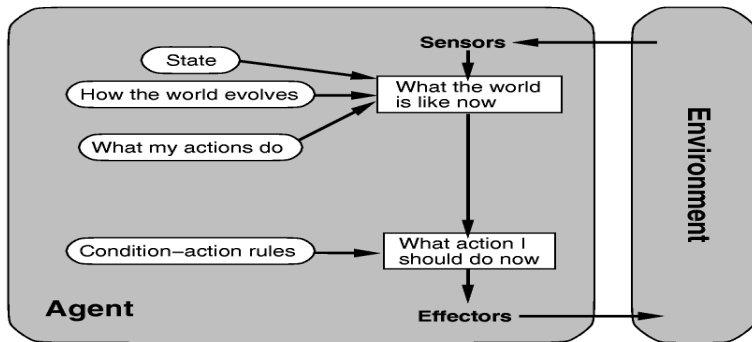 Sensors
State
What the world
is like now
How the world evolves
What my actions do
Environment
Condition–action rules
What action I
should do now
Agent
Effectors